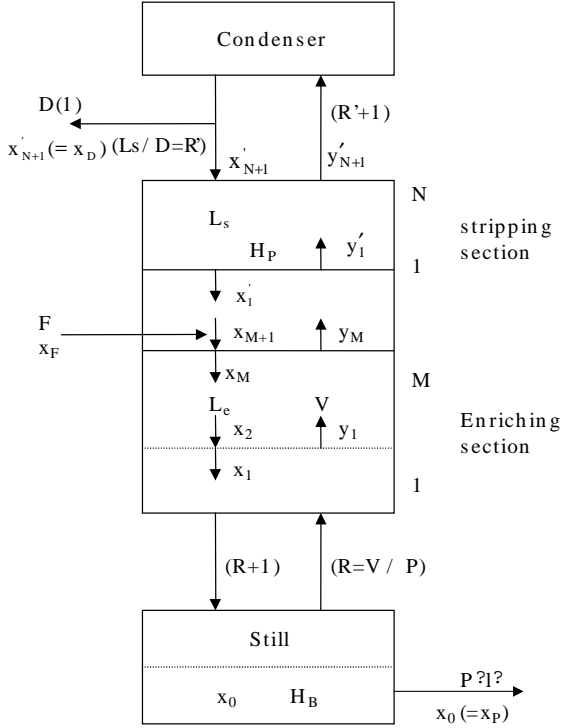 Condenser
D(1)
(R'+1)
x'N+1(= xD) (Ls / D=R')
x'N+1
y'N+1
N
Ls
stripping
section
HP
y'1
1
x'1
F
xF
xM+1
yM
xM
M
Le
V
Enriching
section
x2
y1
x1
1
(R+1)
(R=V / P)
Still
P?l?
x0
HB
x0 (=xP)